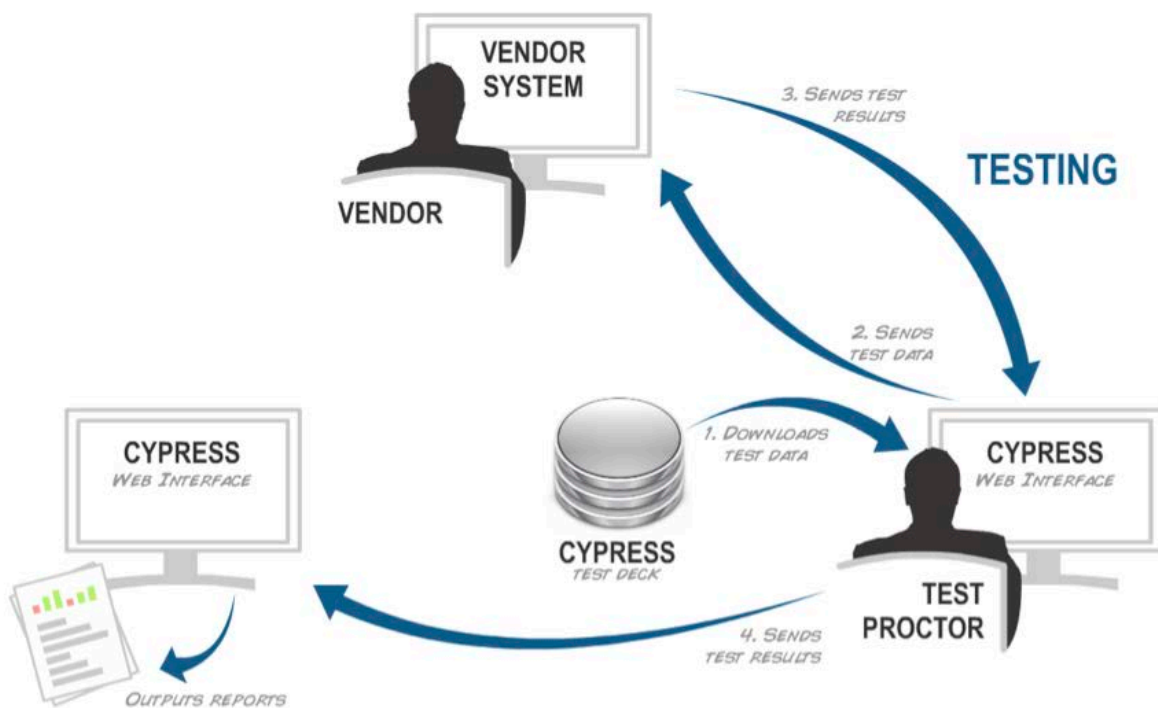 VENDOR
SYSTEM
VENDOR
3. SENDS TEST
RESULTS
TESTING
2. SENDS
TEST DATA
1. DOWNLOADS
TEST DATA
CYPRESS
TEST DECK
CYPRESS
WEB INTERFACE
TEST
PROCTOR
4. SENDS
TEST RESULTS
CYPRESS
WEB INTERFACE
OUTPUTS REPORTS